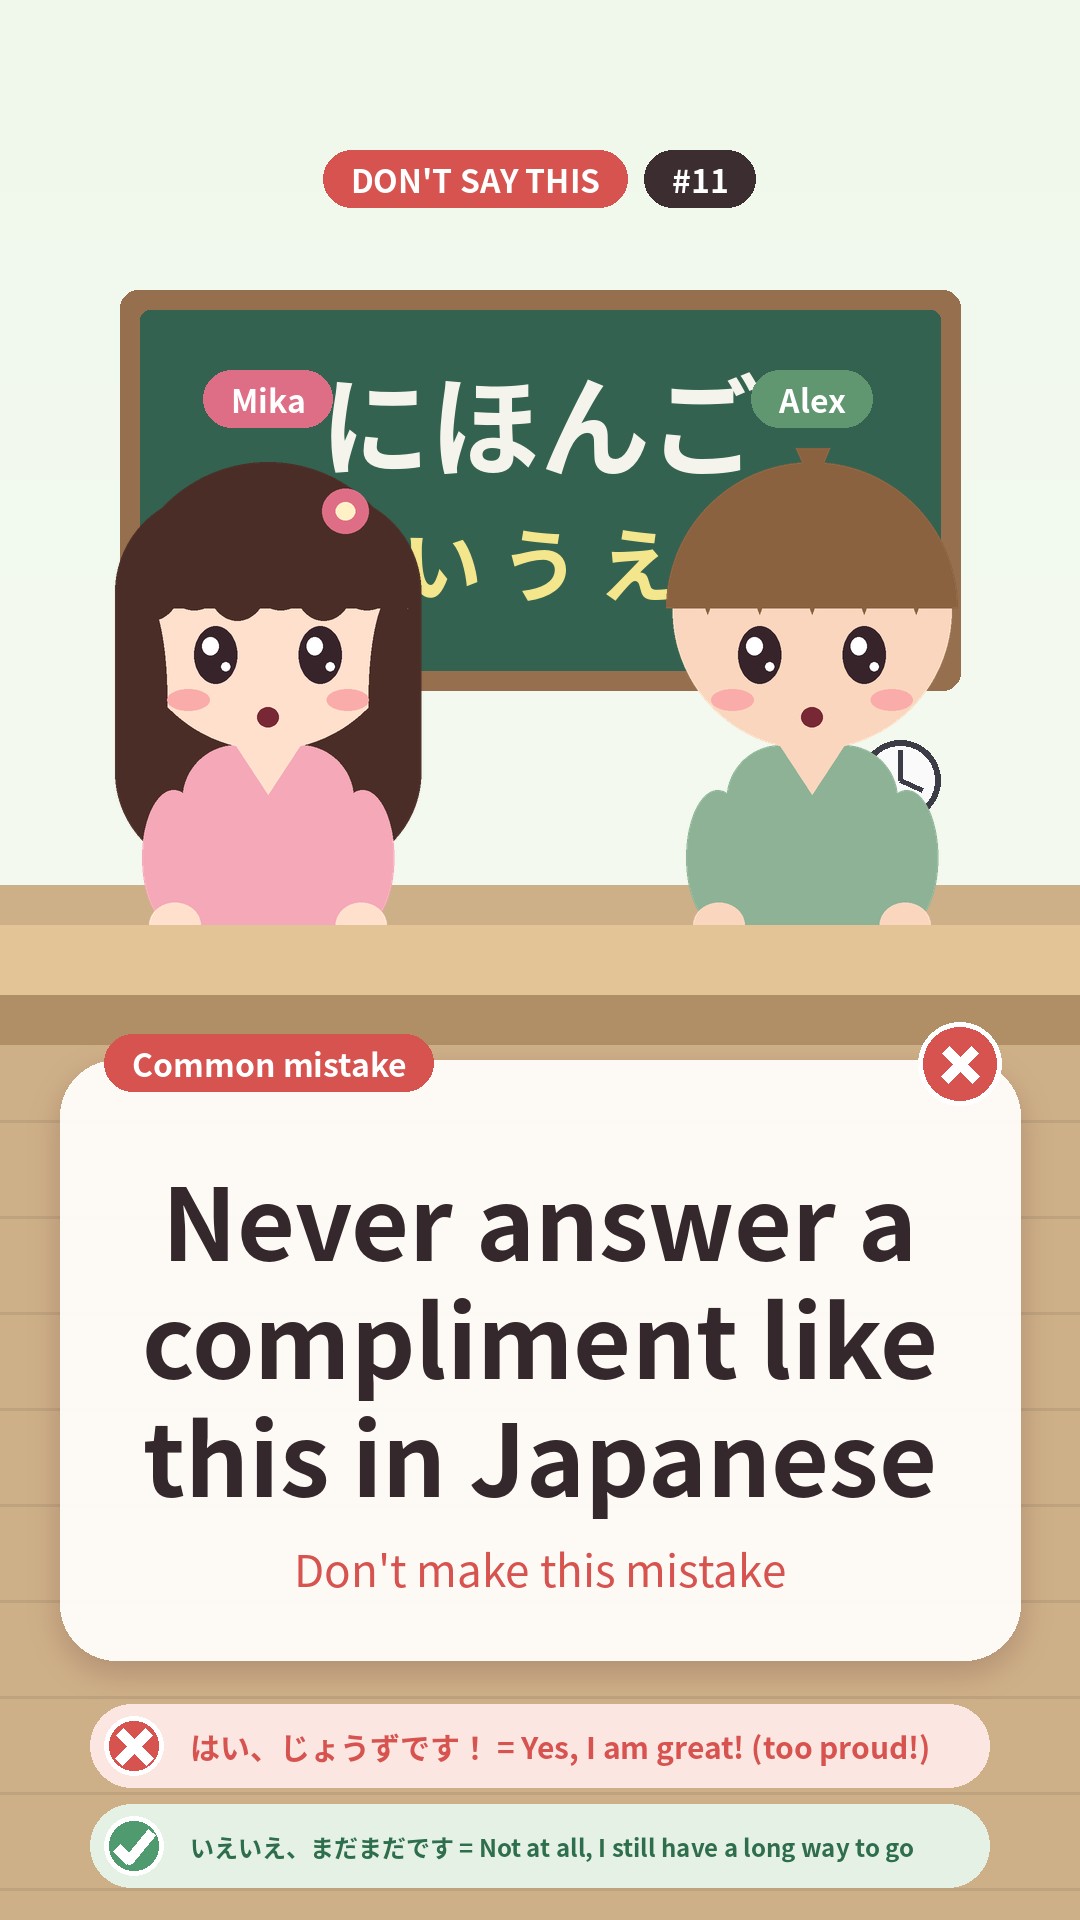 DON'T SAY THIS #11
Mika にほんご Alex
いうえ
Common mistake
Never answer a
compliment like
this in Japanese
Don't make this mistake
はい、じょうずです！ = Yes, I am great! (too proud!)
いえいえ、まだまだです = Not at all, I still have a long way to go